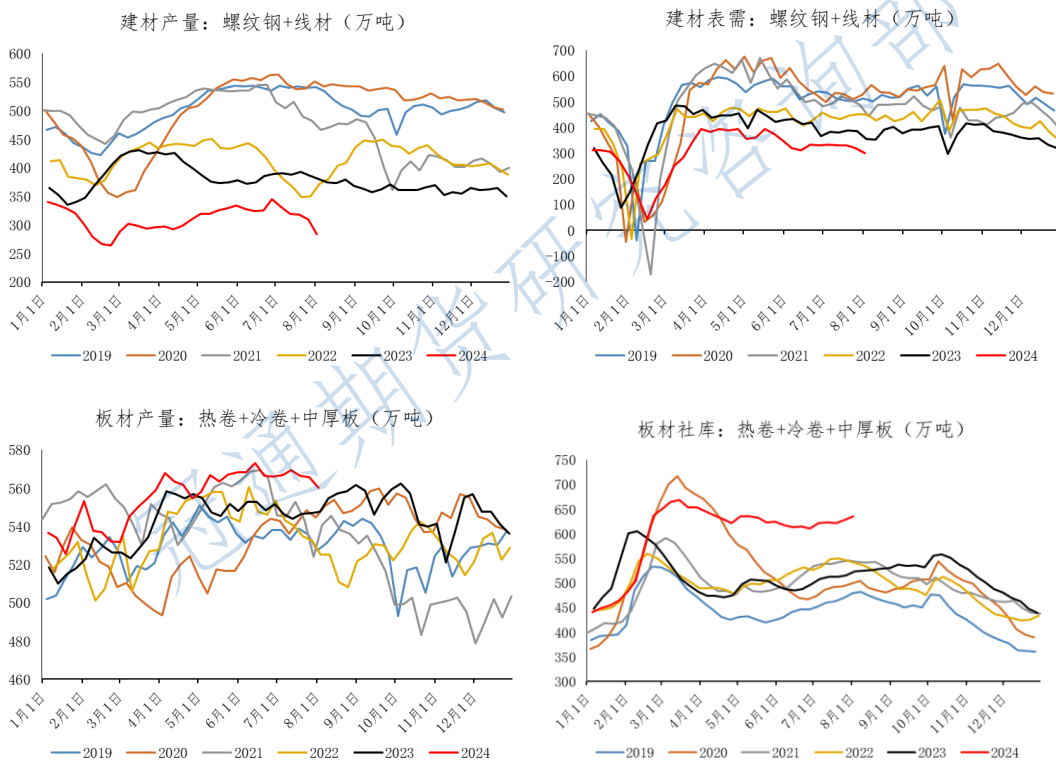 建材产量：螺纹钢+线材（万吨）
600
550
500
450
400
350
300
250
200
1月1日
2月1日
3月1日
4月1日
5月1日
6月1日
7月1日
8月1日
9月1日
10月1日
11月1日
12月1日
2019 2020 2021 2022 2023 2024
建材表需：螺纹钢+线材（万吨）
700
600
500
400
300
200
100
0
-100
-200
1月1日
2月1日
3月1日
4月1日
5月1日
6月1日
7月1日
8月1日
9月1日
10月1日
11月1日
12月1日
2019 2020 2021 2022 2023 2024
板材产量：热卷+冷卷+中厚板（万吨）
580
560
540
520
500
480
460
1月1日
2月1日
3月1日
4月1日
5月1日
6月1日
7月1日
8月1日
9月1日
10月1日
11月1日
12月1日
2019 2020 2021 2022 2023 2024
板材社库：热卷+冷卷+中厚板（万吨）
750
700
650
600
550
500
450
400
350
300
1月1日
2月1日
3月1日
4月1日
5月1日
6月1日
7月1日
8月1日
9月1日
10月1日
11月1日
12月1日
2019 2020 2021 2022 2023 2024
通期货研究咨询部